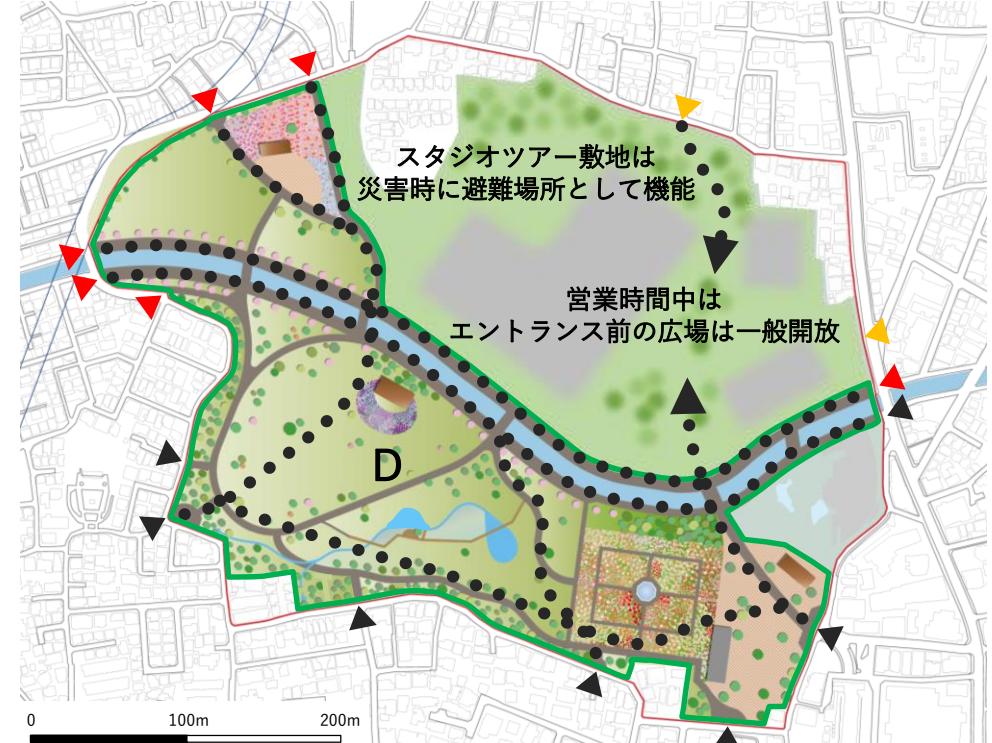 スタジオツアー敷地は
災害時に避難場所として機能
営業時間中は
エントランス前の広場は一般開放
D
0 100m 200m